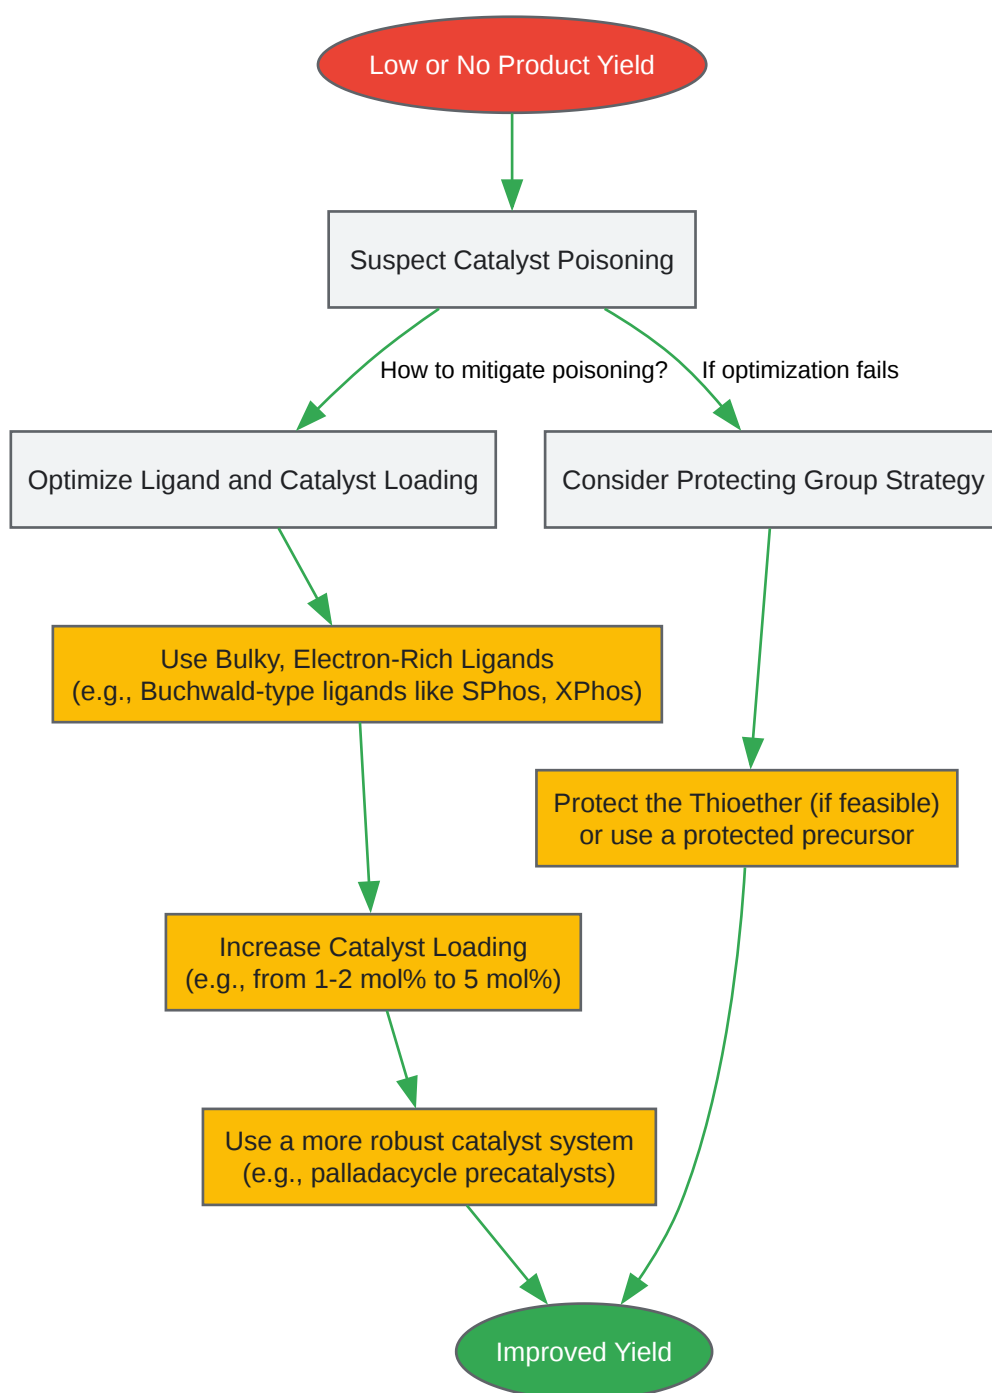 Low or No Product Yield
Suspect Catalyst Poisoning
How to mitigate poisoning?
If optimization fails
Optimize Ligand and Catalyst Loading
Consider Protecting Group Strategy
Use Bulky, Electron-Rich Ligands
(e.g., Buchwald-type ligands like SPhos, XPhos)
Protect the Thioether (if feasible)
or use a protected precursor
Increase Catalyst Loading
(e.g., from 1-2 mol% to 5 mol%)
Use a more robust catalyst system
(e.g., palladacycle precatalysts)
Improved Yield